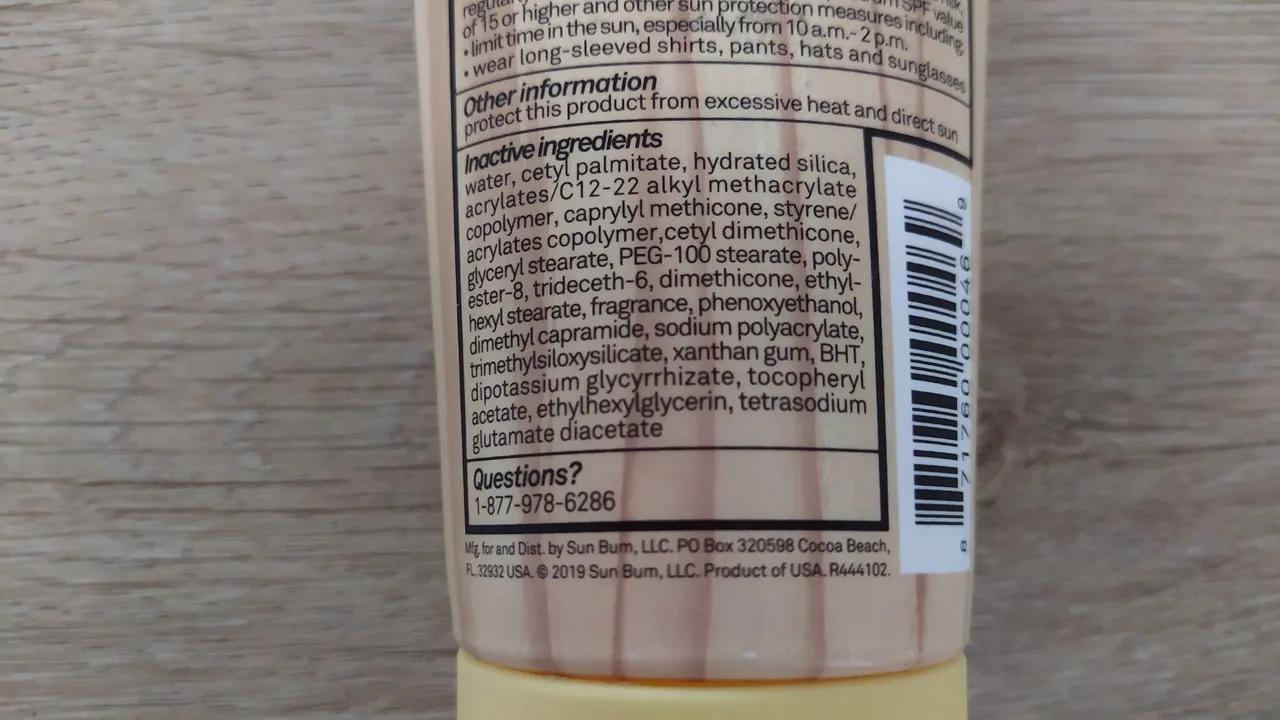 of 15 or higher and other sun protection measures including:
• limit time in the sun, especially from 10 a.m.- 2 p.m.
• wear long-sleeved shirts, pants, hats and sunglasses
Other information
protect this product from excessive heat and direct sun
Inactive ingredients
water, cetyl palmitate, hydrated silica,
acrylates/C12-22 alkyl methacrylate
copolymer, caprylyl methicone, styrene/
acrylates copolymer,cetyl dimethicone,
glyceryl stearate, PEG-100 stearate, poly-
ester-8, trideceth-6, dimethicone, ethyl-
hexyl stearate, fragrance, phenoxyethanol,
dimethyl capramide, sodium polyacrylate,
trimethylsiloxysilicate, xanthan gum, BHT,
dipotassium glycyrrhizate, tocopheryl
acetate, ethylhexylglycerin, tetrasodium
glutamate diacetate
Questions?
1-877-978-6286
Mfg. for and Dist. by Sun Bum, LLC. PO Box 320598 Cocoa Beach,
FL 32932 USA. © 2019 Sun Bum, LLC. Product of USA. R444102.
8 71760 00046 9